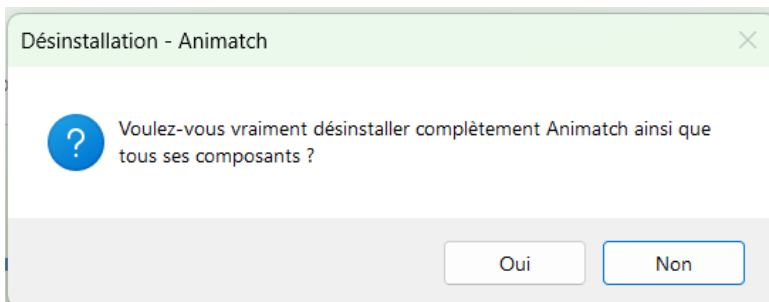 Désinstallation - Animatch
Voulez-vous vraiment désinstaller complètement Animatch ainsi que
tous ses composants ?
Oui
Non